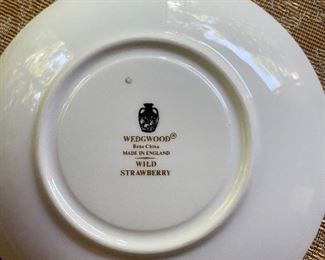 WEDGWOOD®
Bone China
MADE IN ENGLAND
WILD
STRAWBERRY